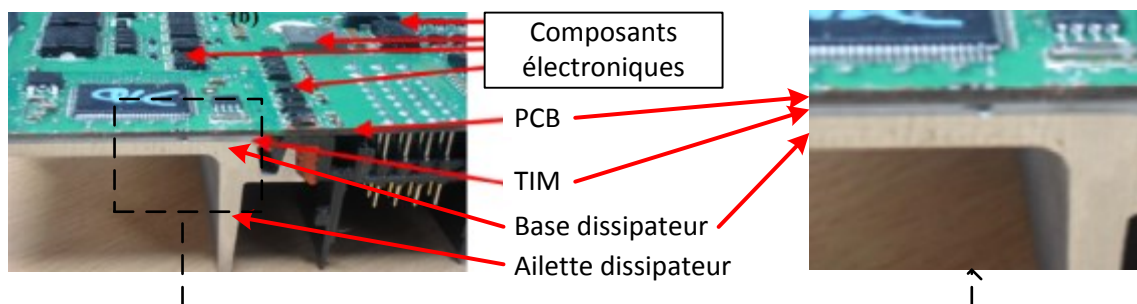 (b)
Composants
électroniques
PCB
TIM
Base dissipateur
Ailette dissipateur